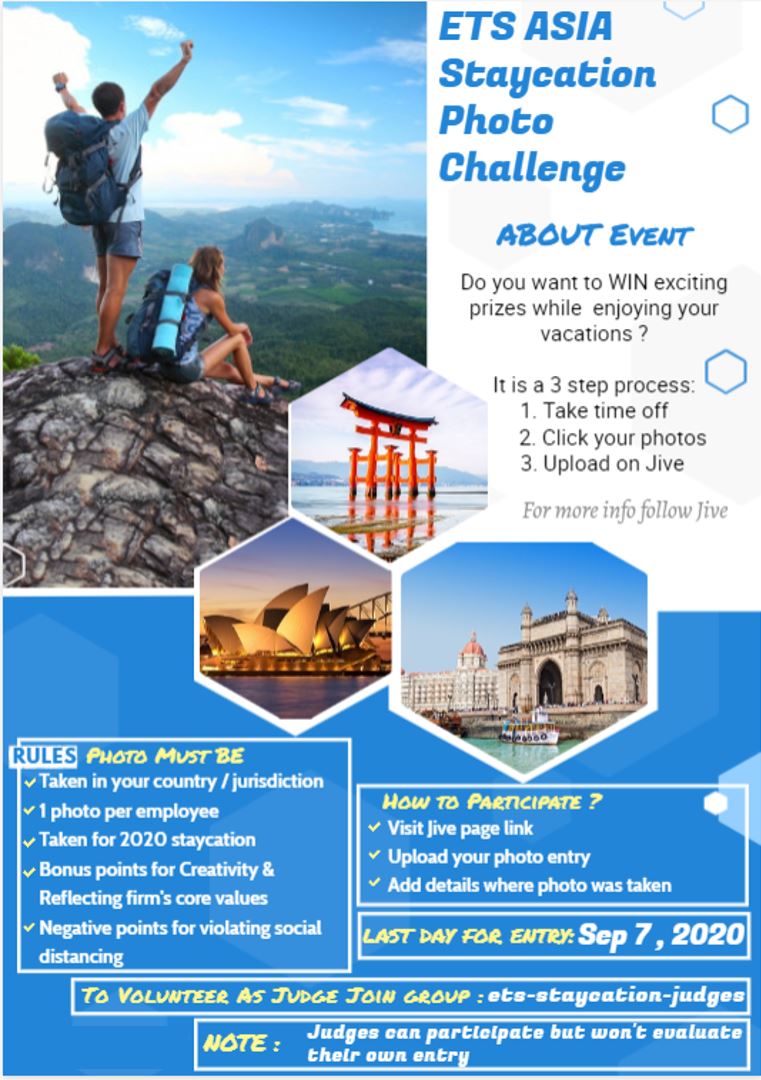 ETS ASIA
Staycation
Photo
Challenge
ABOUT EVENT
Do you want to WIN exciting
prizes while enjoying your
vacations ?
It is a 3 step process:
1. Take time off
2. Click your photos
3. Upload on Jive
For more info follow Jive
RULES PHOTO MUST BE
Taken in your country / jurisdiction
1 photo per employee
Taken for 2020 staycation
Bonus points for Creativity &
Reflecting firm's core values
Negative points for violating social
distancing
HOW TO PARTICIPATE ?
Visit Jive page link
Upload your photo entry
Add details where photo was taken
LAST DAY FOR ENTRY: Sep 7 , 2020
TO VOLUNTEER AS JUDGE JOIN GROUP : ets-staycation-judges
NOTE : Judges can participate but won't evaluate
their own entry